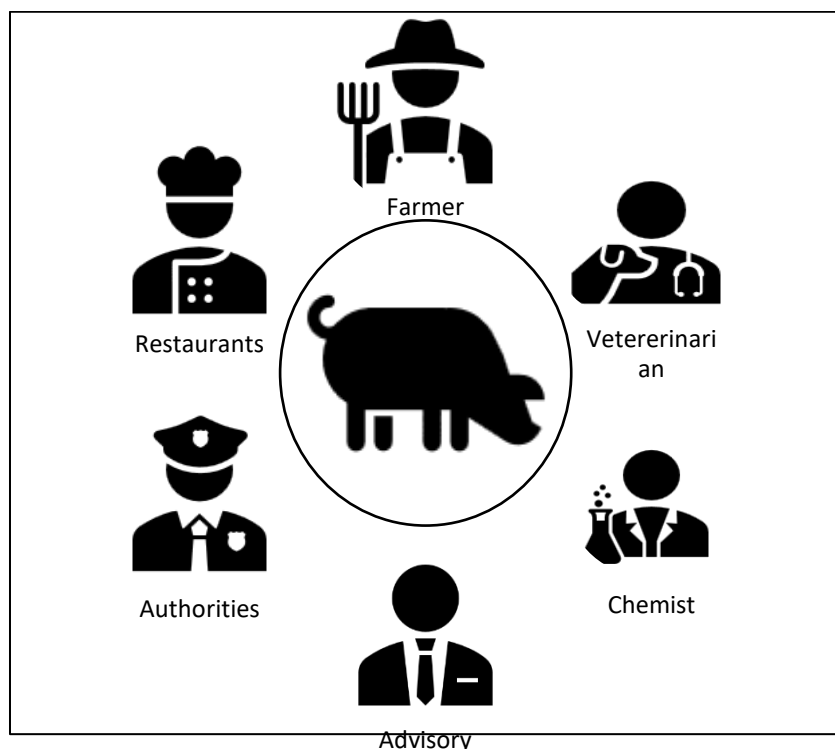 Farmer
Restaurants
Vetererinari
an
Authorities
Chemist
Advisory